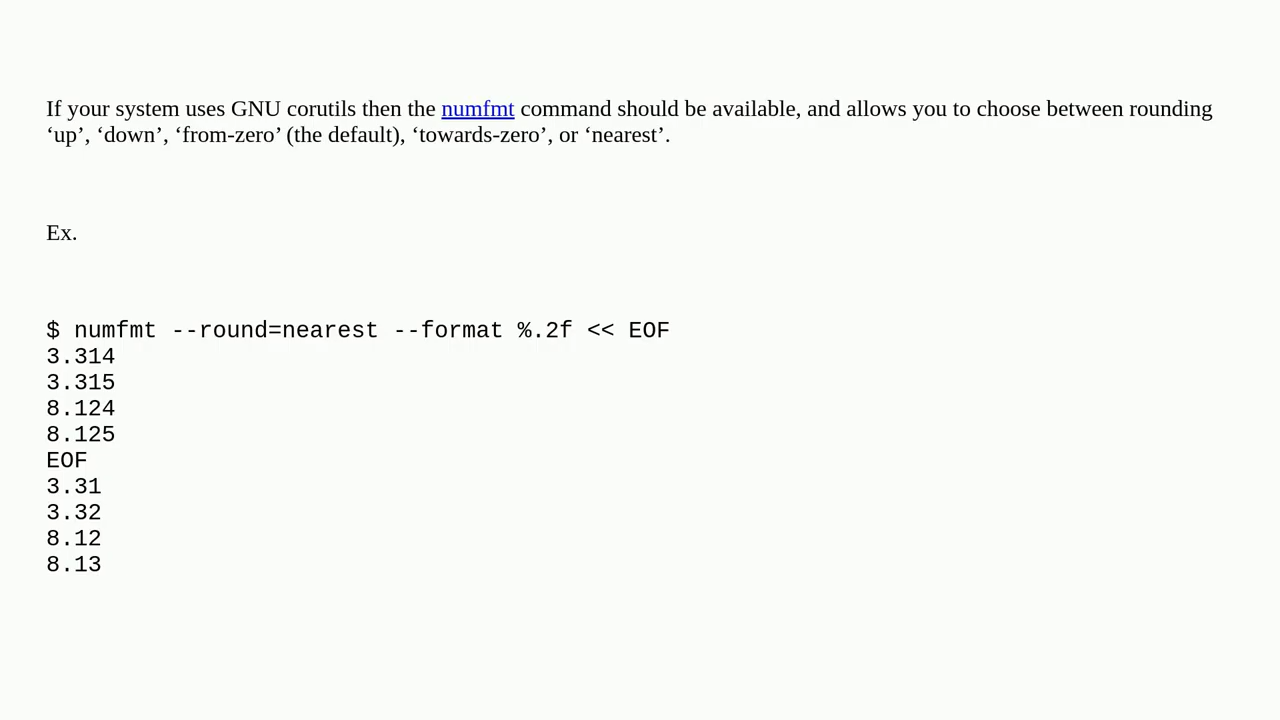 If your system uses GNU corutils then the numfmt command should be available, and allows you to choose between rounding
‘up’, ‘down’, ‘from-zero’ (the default), ‘towards-zero’, or ‘nearest’.
Ex.
$ numfmt --round=nearest --format %.2f << EOF
3.314
3.315
8.124
8.125
EOF
3.31
3.32
8.12
8.13